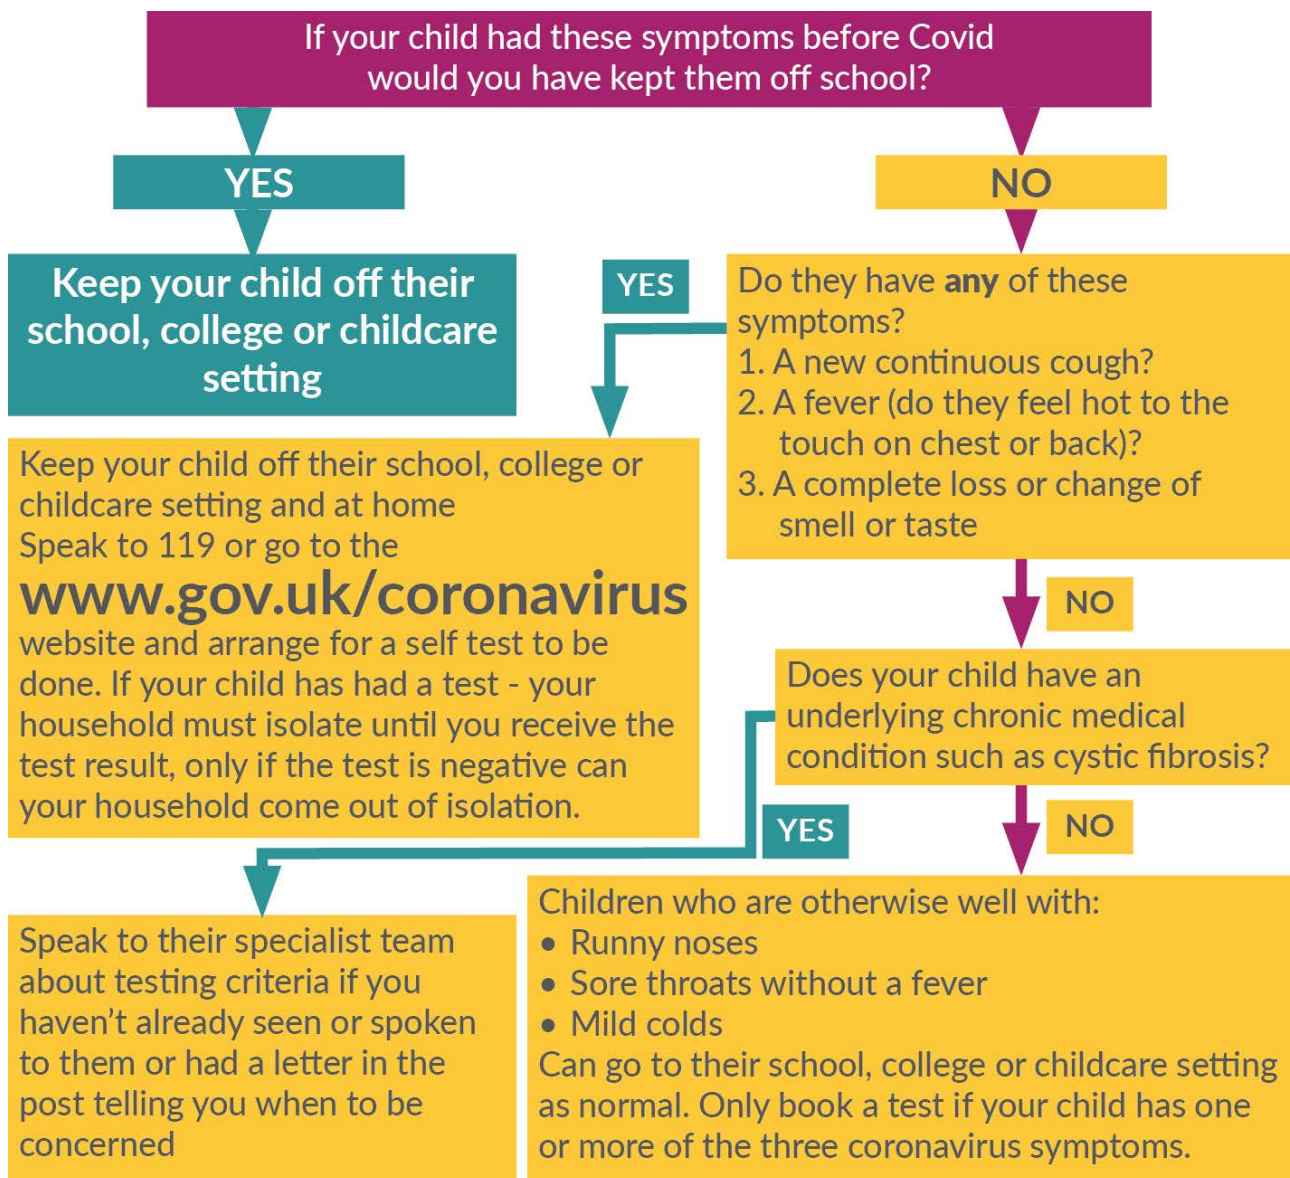 If your child had these symptoms before Covid
would you have kept them off school?
YES
NO
Keep your child off their
school, college or childcare
setting
YES
Do they have any of these
symptoms?
1. A new continuous cough?
2. A fever (do they feel hot to the
touch on chest or back)?
3. A complete loss or change of
smell or taste
Keep your child off their school, college or
childcare setting and at home
Speak to 119 or go to the
www.gov.uk/coronavirus
website and arrange for a self test to be
done. If your child has had a test - your
household must isolate until you receive the
test result, only if the test is negative can
your household come out of isolation.
NO
Does your child have an
underlying chronic medical
condition such as cystic fibrosis?
YES
NO
Speak to their specialist team
about testing criteria if you
haven't already seen or spoken
to them or had a letter in the
post telling you when to be
concerned
Children who are otherwise well with:
• Runny noses
• Sore throats without a fever
• Mild colds
Can go to their school, college or childcare setting
as normal. Only book a test if your child has one
or more of the three coronavirus symptoms.